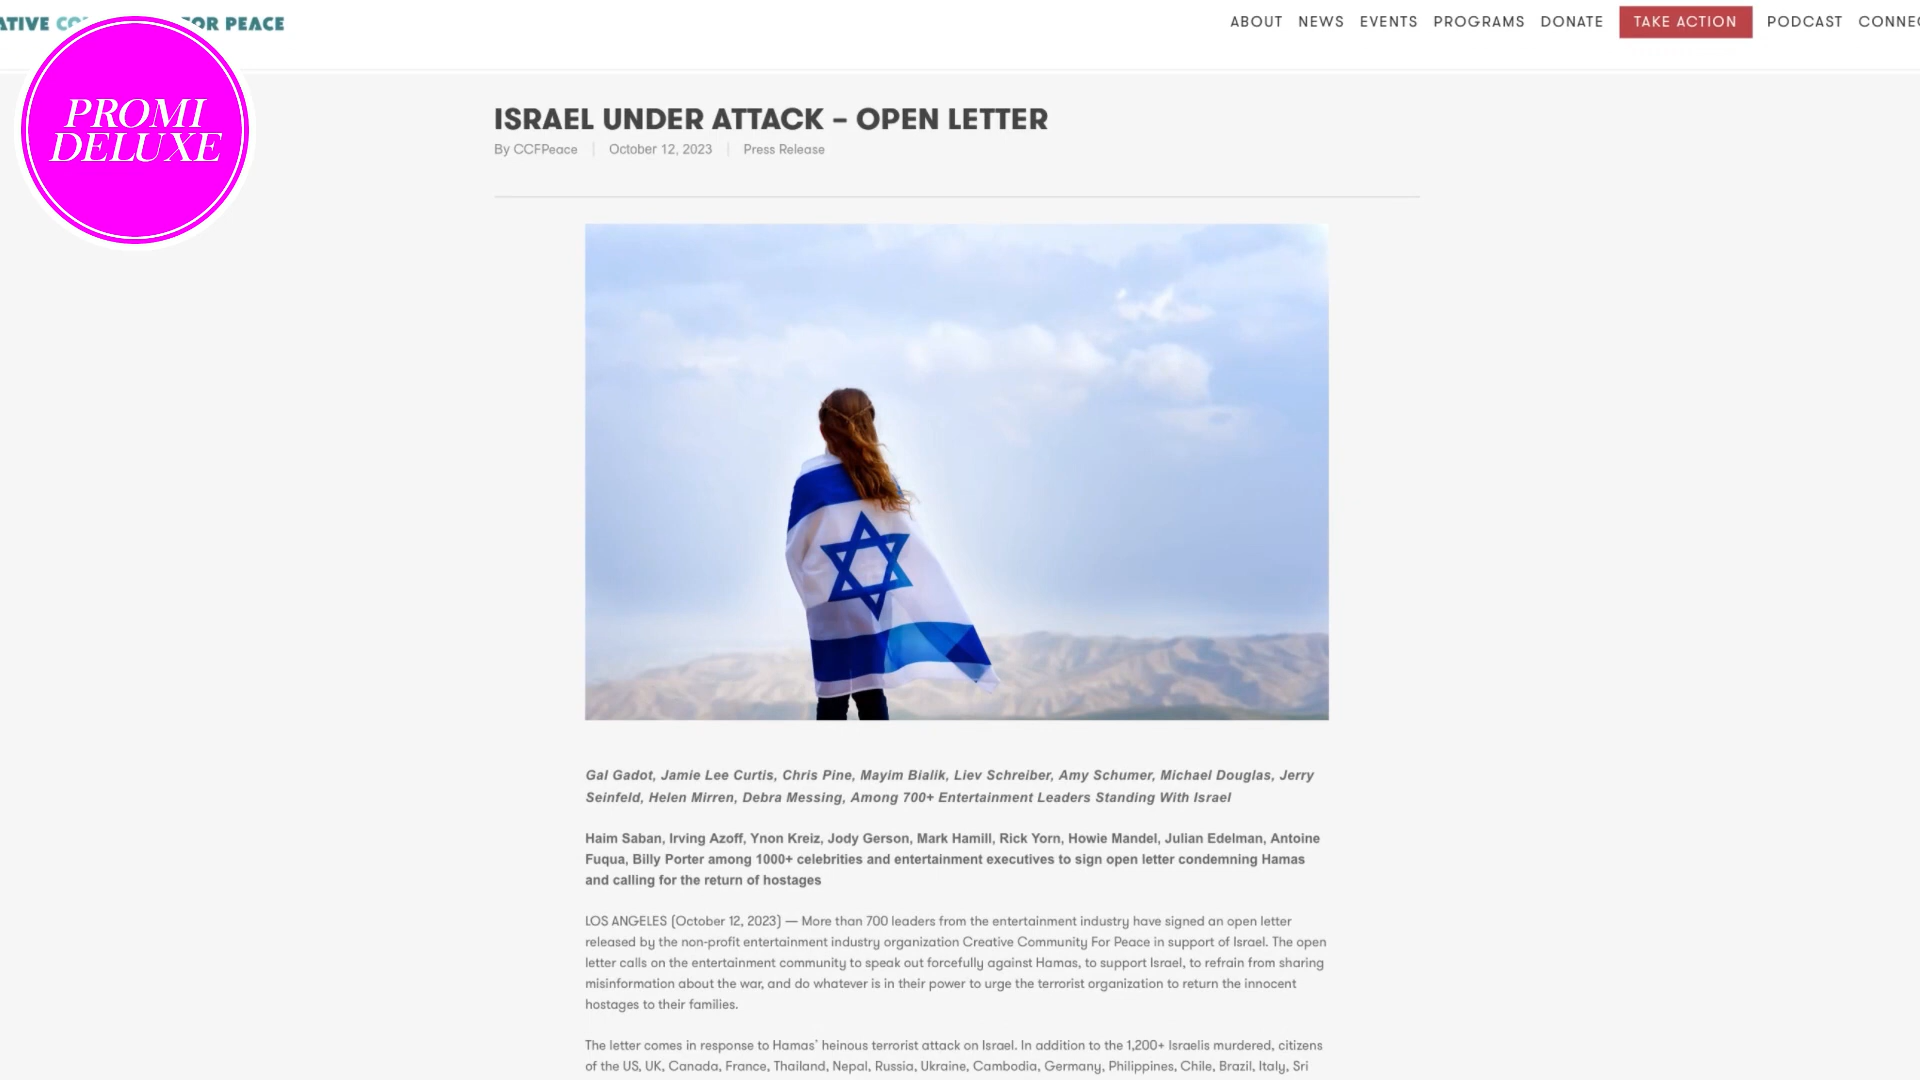 ATIVE CO FOR PEACE
ABOUT NEWS EVENTS PROGRAMS DONATE TAKE ACTION PODCAST CONNEC
PROMI
DELUXE
ISRAEL UNDER ATTACK – OPEN LETTER
By CCFPeace | October 12, 2023 | Press Release
Gal Gadot, Jamie Lee Curtis, Chris Pine, Mayim Bialik, Liev Schreiber, Amy Schumer, Michael Douglas, Jerry
Seinfeld, Helen Mirren, Debra Messing, Among 700+ Entertainment Leaders Standing With Israel
Haim Saban, Irving Azoff, Ynon Kreiz, Jody Gerson, Mark Hamill, Rick Yorn, Howie Mandel, Julian Edelman, Antoine
Fuqua, Billy Porter among 1000+ celebrities and entertainment executives to sign open letter condemning Hamas
and calling for the return of hostages
LOS ANGELES (October 12, 2023) — More than 700 leaders from the entertainment industry have signed an open letter
released by the non-profit entertainment industry organization Creative Community For Peace in support of Israel. The open
letter calls on the entertainment community to speak out forcefully against Hamas, to support Israel, to refrain from sharing
misinformation about the war, and do whatever is in their power to urge the terrorist organization to return the innocent
hostages to their families.
The letter comes in response to Hamas' heinous terrorist attack on Israel. In addition to the 1,200+ Israelis murdered, citizens
of the US, UK, Canada, France, Thailand, Nepal, Russia, Ukraine, Cambodia, Germany, Philippines, Chile, Brazil, Italy, Sri